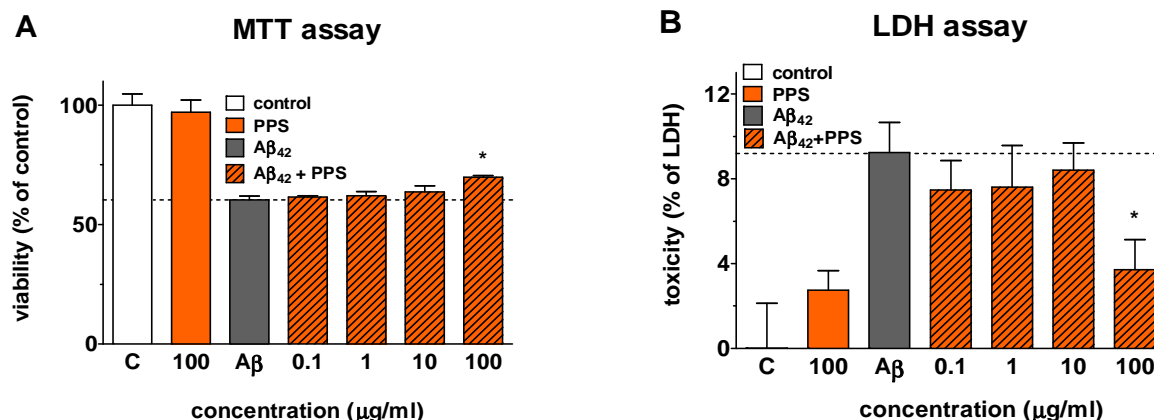 A
MTT assay
viability (% of control)
100
50
0
control
PPS
Aβ₄₂
Aβ₄₂ + PPS
*
C 100 Aβ 0.1 1 10 100
concentration (μg/ml)
B
LDH assay
toxicity (% of LDH)
12
8
4
0
control
PPS
Aβ₄₂
Aβ₄₂+PPS
*
C 100 Aβ 0.1 1 10 100
concentration (μg/ml)